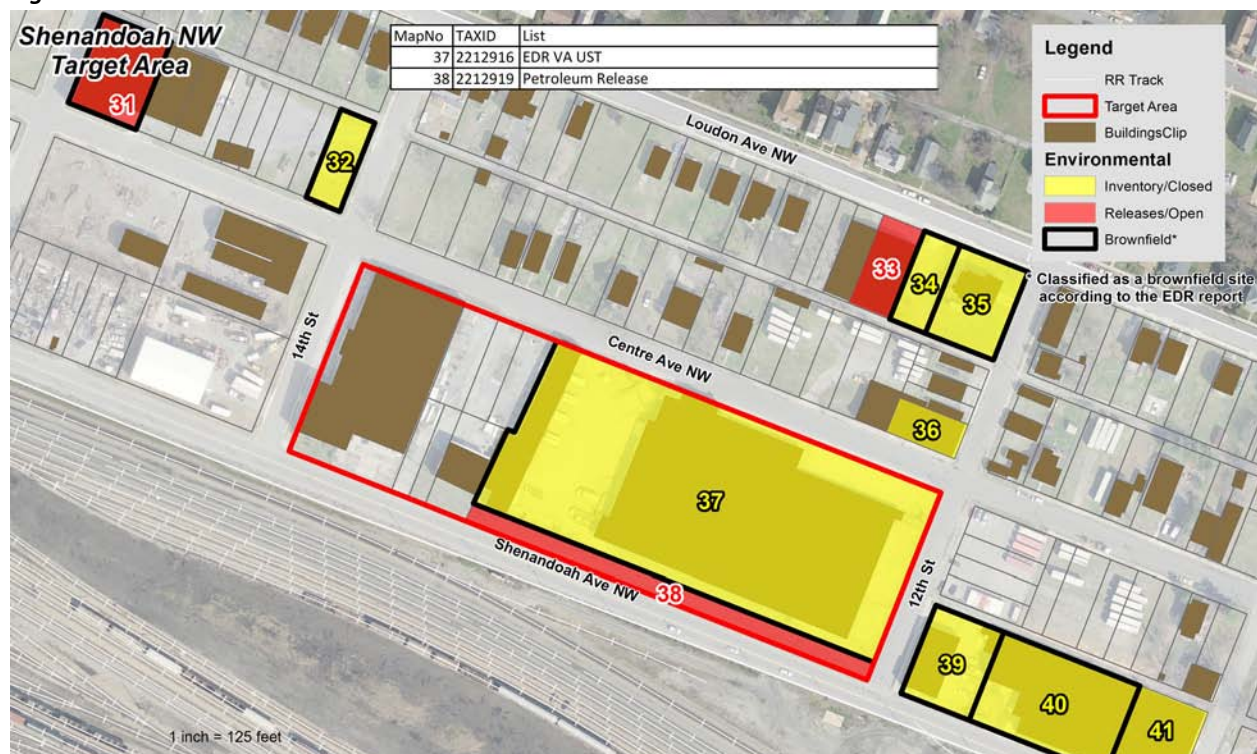 Shenandoah NW
Target Area
MapNo TAXID List
37 2212916 EDR VA UST
38 2212919 Petroleum Release
Legend
RR Track
Target Area
BuildingsClip
Environmental
Inventory/Closed
Releases/Open
Brownfield*
* Classified as a brownfield site
according to the EDR report
31
32
Loudon Ave NW
33
34
35
14th St
Centre Ave NW
36
37
Shenandoah Ave NW
38
12th St
39
40
41
1 inch = 125 feet